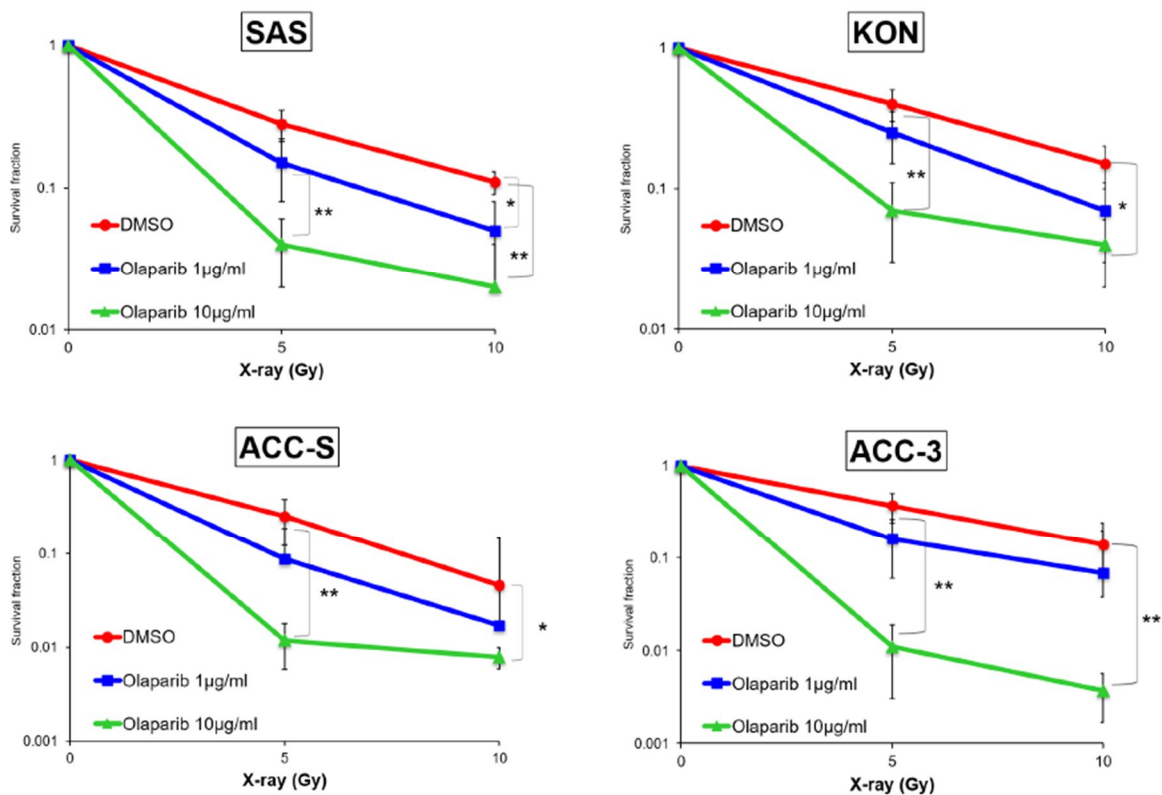 SAS
1
0.1
0.01
Survival fraction
DMSO
Olaparib 1µg/ml
Olaparib 10µg/ml
**
*
**
0
5
10
X-ray (Gy)
KON
1
0.1
0.01
Survival fraction
DMSO
Olaparib 1µg/ml
Olaparib 10µg/ml
**
*
0
5
10
X-ray (Gy)
ACC-S
1
0.1
0.01
0.001
Survival fraction
DMSO
Olaparib 1µg/ml
Olaparib 10µg/ml
**
*
0
5
10
X-ray (Gy)
ACC-3
1
0.1
0.01
0.001
Survival fraction
DMSO
Olaparib 1µg/ml
Olaparib 10µg/ml
**
**
0
5
10
X-ray (Gy)